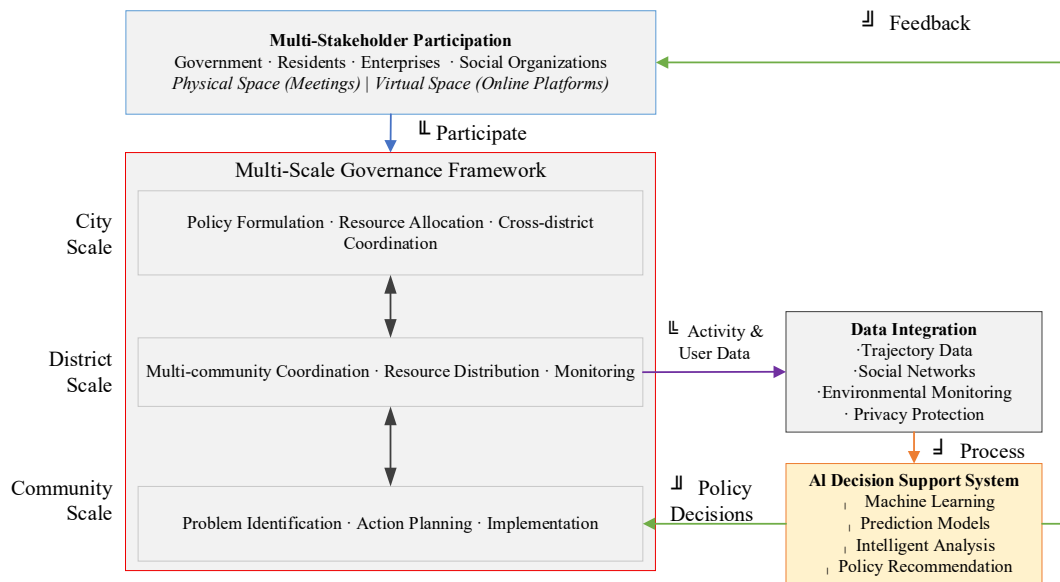 ╝ Feedback
Multi-Stakeholder Participation
Government · Residents · Enterprises · Social Organizations
Physical Space (Meetings) | Virtual Space (Online Platforms)
╙ Participate
Multi-Scale Governance Framework
City
Scale
Policy Formulation · Resource Allocation · Cross-district
Coordination
District
Scale
Multi-community Coordination · Resource Distribution · Monitoring
╘ Activity &
User Data
Data Integration
·Trajectory Data
·Social Networks
·Environmental Monitoring
· Privacy Protection
╛ Process
Community
Scale
Problem Identification · Action Planning · Implementation
╜ Policy
Decisions
AI Decision Support System
╷ Machine Learning
╷ Prediction Models
╷ Intelligent Analysis
╷ Policy Recommendation